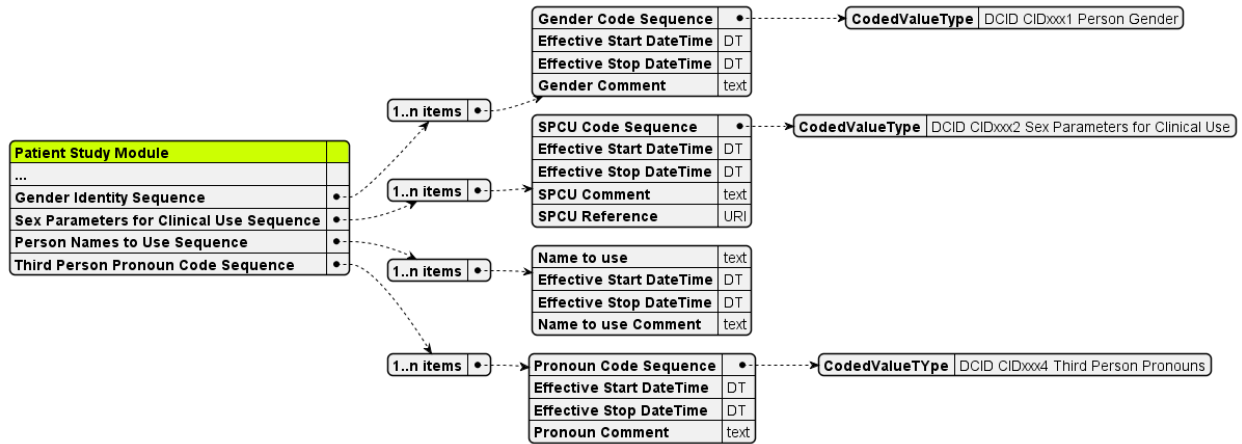 Patient Study Module
...
Gender Identity Sequence
Sex Parameters for Clinical Use Sequence
Person Names to Use Sequence
Third Person Pronoun Code Sequence
1..n items
Gender Code Sequence
Effective Start DateTime DT
Effective Stop DateTime DT
Gender Comment text
CodedValueType DCID CIDxxx1 Person Gender
1..n items
SPCU Code Sequence
Effective Start DateTime DT
Effective Stop DateTime DT
SPCU Comment text
SPCU Reference URI
CodedValueType DCID CIDxxx2 Sex Parameters for Clinical Use
1..n items
Name to use text
Effective Start DateTime DT
Effective Stop DateTime DT
Name to use Comment text
1..n items
Pronoun Code Sequence
Effective Start DateTime DT
Effective Stop DateTime DT
Pronoun Comment text
CodedValueTYpe DCID CIDxxx4 Third Person Pronouns